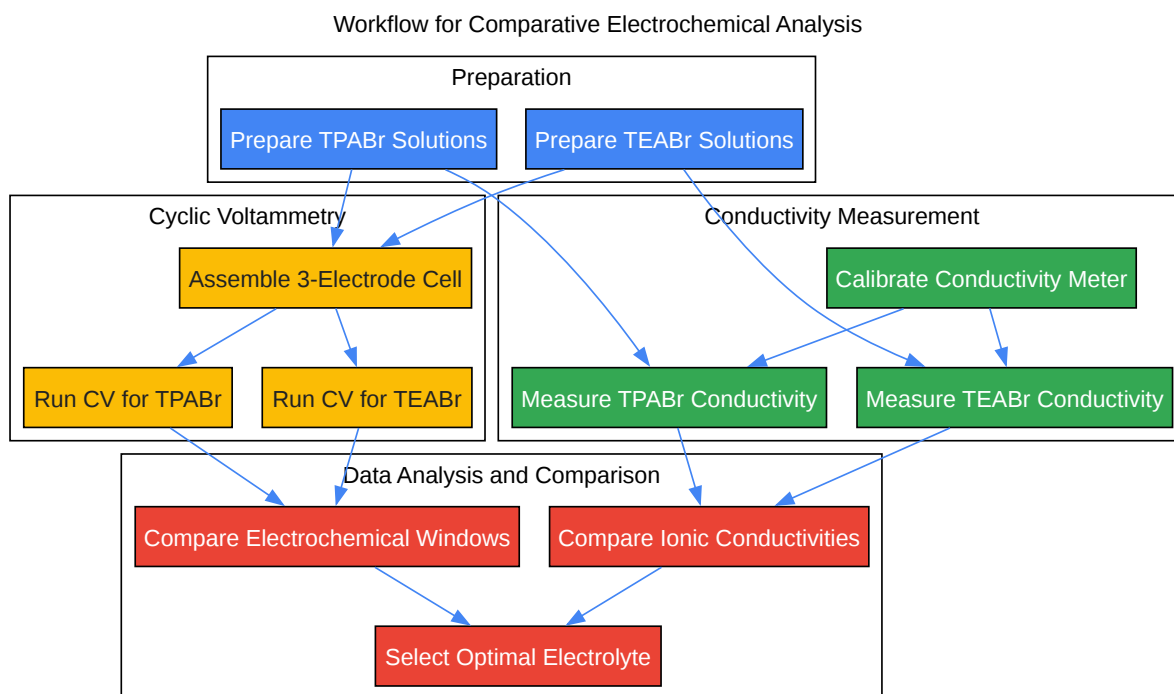 Workflow for Comparative Electrochemical Analysis
Preparation
Prepare TPABr Solutions
Prepare TEABr Solutions
Cyclic Voltammetry
Assemble 3-Electrode Cell
Run CV for TPABr
Run CV for TEABr
Conductivity Measurement
Calibrate Conductivity Meter
Measure TPABr Conductivity
Measure TEABr Conductivity
Data Analysis and Comparison
Compare Electrochemical Windows
Compare Ionic Conductivities
Select Optimal Electrolyte